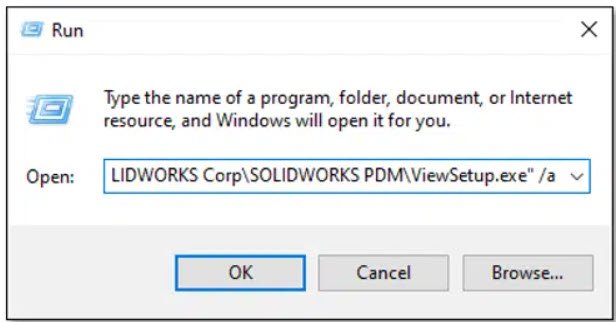 Run
Type the name of a program, folder, document, or Internet
resource, and Windows will open it for you.
Open:
LIDWORKS Corp\SOLIDWORKS PDM\ViewSetup.exe" /a
OK
Cancel
Browse...